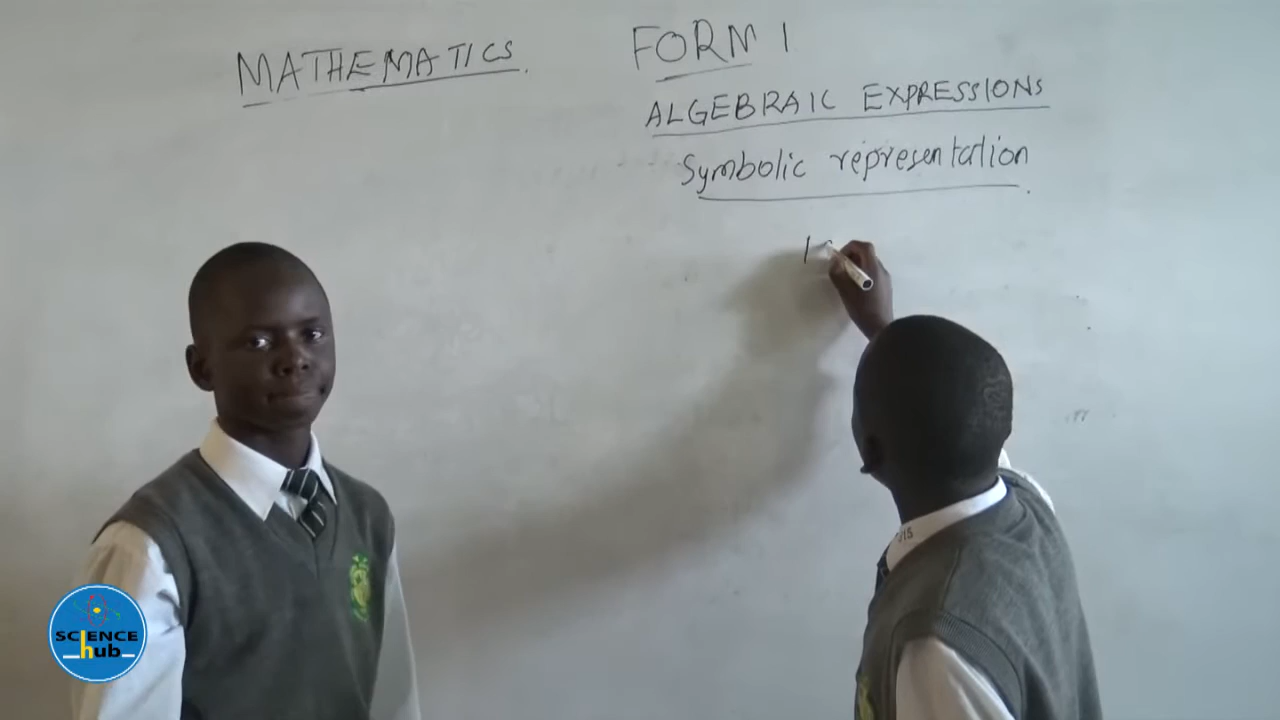 MATHEMATICS.
FORM 1
ALGEBRAIC EXPRESSIONS
Symbolic representation.
SCIENCE
hub